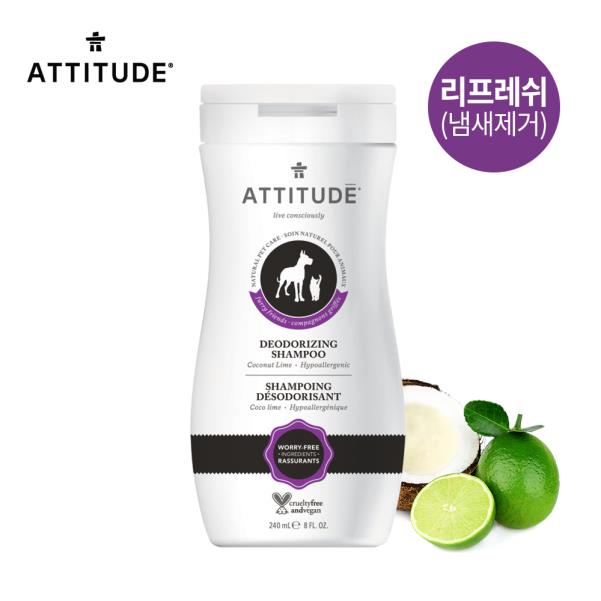 ATTITUDE®
리프레쉬
(냄새제거)
ATTITUDE®
live consciously
NATURAL PET CARE • SOIN NATUREL POUR ANIMAUX
furry friends • compagnons griffés
DEODORIZING
SHAMPOO
Coconut Lime • Hypoallergenic
SHAMPOING
DÉSODORISANT
Coco lime • Hypoallergénique
WORRY-FREE
• INGREDIENTS •
RASSURANTS
crueltyfree
andvegan
240 mL ℮ 8 FL. OZ.